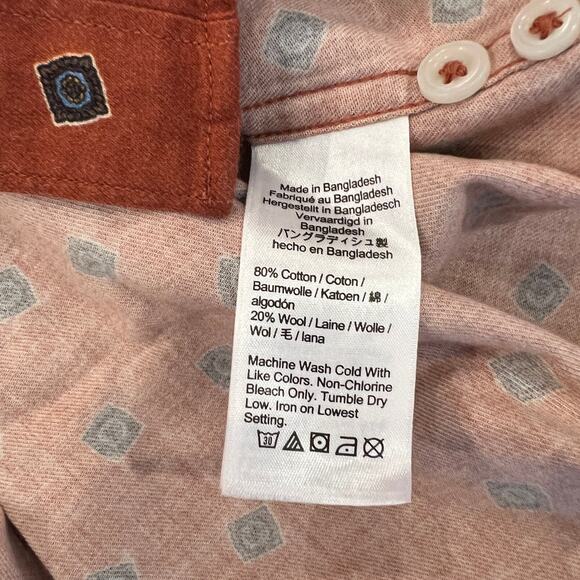 Made in Bangladesh
Fabriqué au Bangladesh
Hergestellt in Bangladesch
Vervaardigd in
Bangladesh
バングラディシュ製
hecho en Bangladesh
80% Cotton / Coton /
Baumwolle / Katoen / 綿 /
algodón
20% Wool / Laine / Wolle /
Wol / 毛 / lana
Machine Wash Cold With
Like Colors. Non-Chlorine
Bleach Only. Tumble Dry
Low. Iron on Lowest
Setting.
30